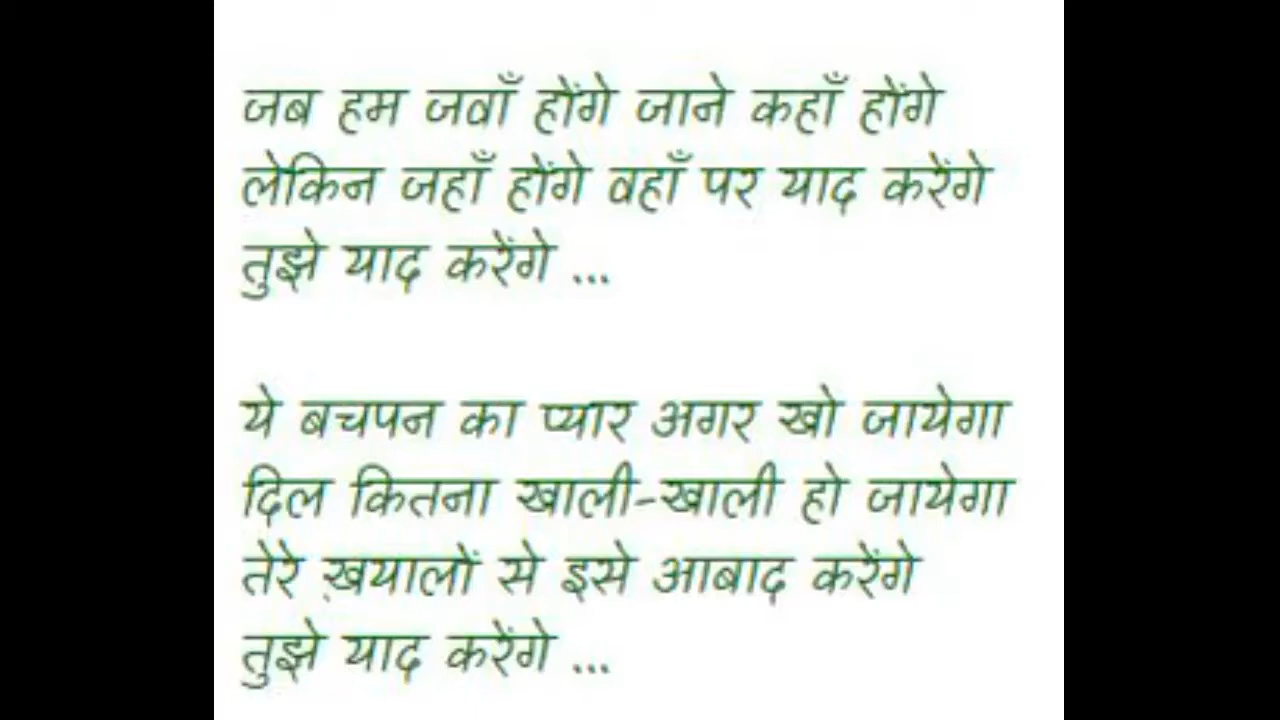 जब हम जवाँ होंगे जाने कहाँ होंगे
लेकिन जहाँ होंगे वहाँ पर याद करेंगे
तुझे याद करेंगे ...
ये बचपन का प्यार अगर खो जायेगा
दिल कितना खाली-खाली हो जायेगा
तेरे ख़यालों से इसे आबाद करेंगे
तुझे याद करेंगे ...